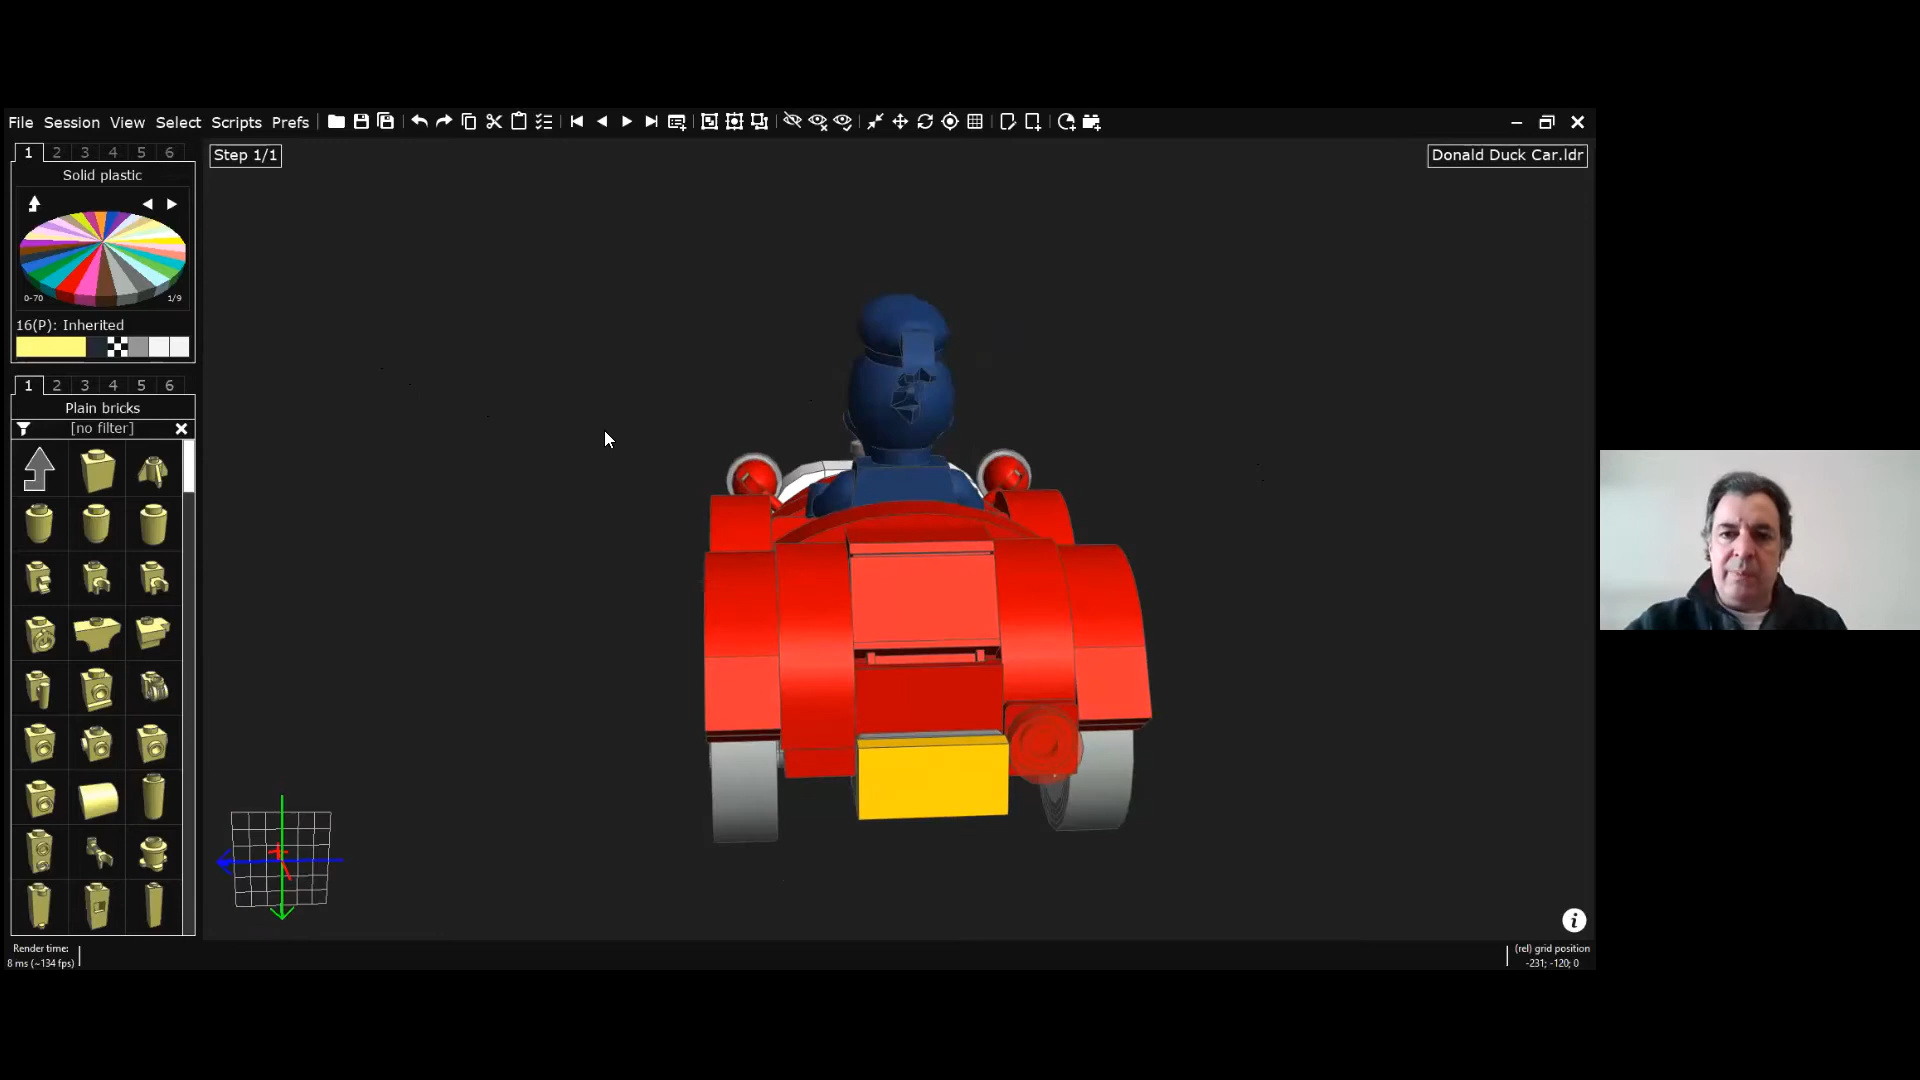 File Session View Select Scripts Prefs
Step 1/1
Donald Duck Car.ldr
1 2 3 4 5 6
Solid plastic
0-70
1/9
16(P): Inherited
1 2 3 4 5 6
Plain bricks
[no filter]
Render time:
8 ms (~134 fps)
(rel) grid position
-231; -120; 0